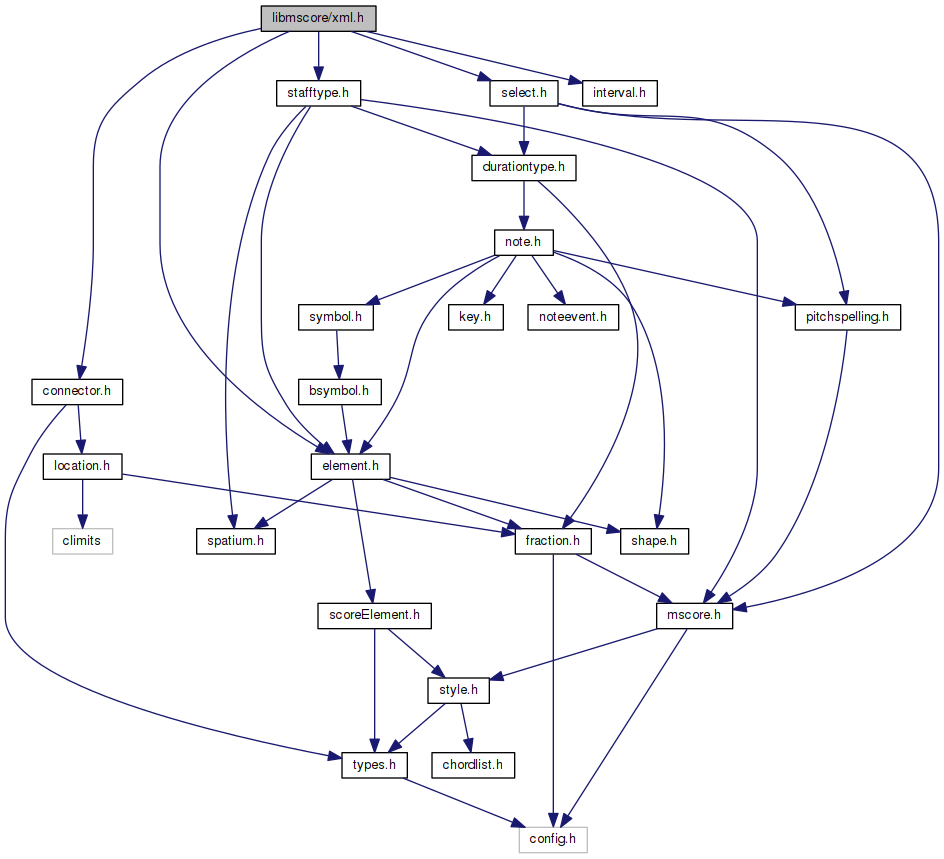 libmscore/xml.h
stafftype.h
select.h
interval.h
durationtype.h
note.h
symbol.h
key.h
noteevent.h
pitchspelling.h
connector.h
bsymbol.h
location.h
element.h
climits
spatium.h
fraction.h
shape.h
scoreElement.h
mscore.h
style.h
types.h
chordlist.h
config.h